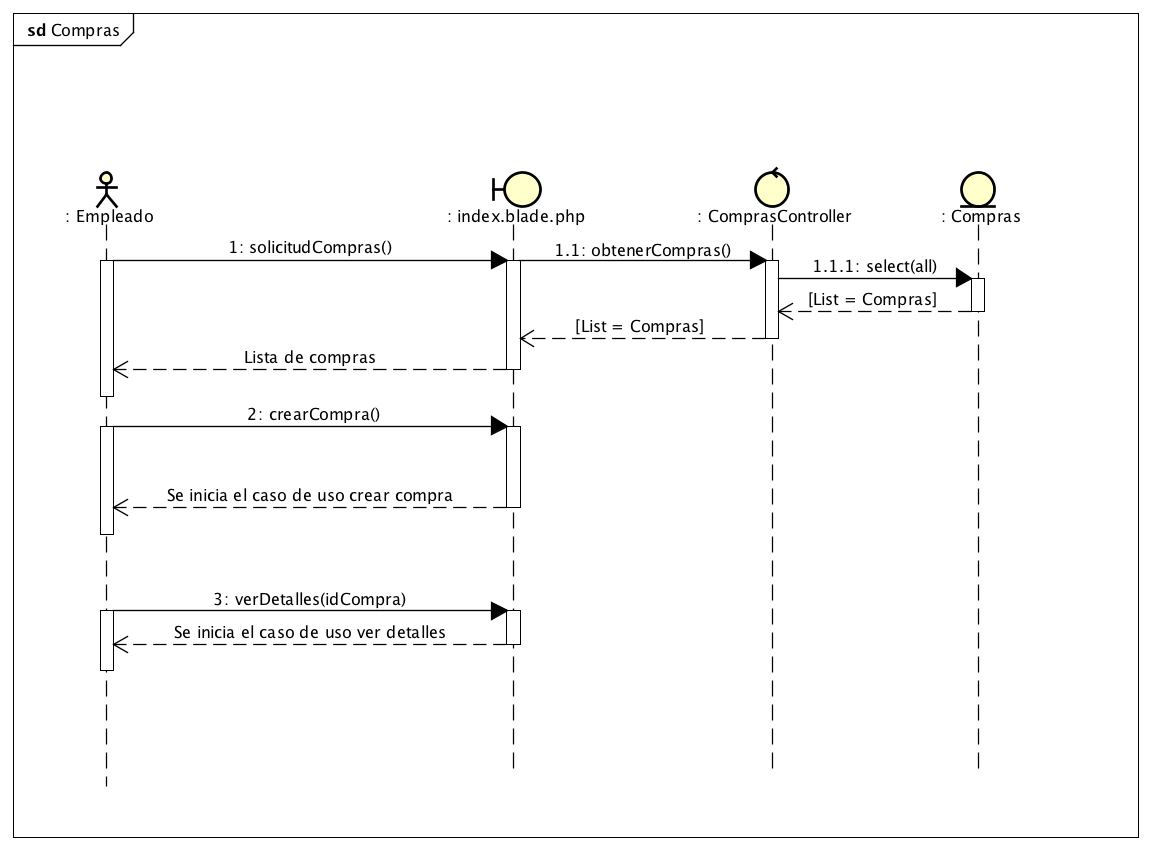 sd Compras
: Empleado
: index.blade.php
: ComprasController
: Compras
1: solicitudCompras()
1.1: obtenerCompras()
1.1.1: select(all)
[List = Compras]
[List = Compras]
Lista de compras
2: crearCompra()
Se inicia el caso de uso crear compra
3: verDetalles(idCompra)
Se inicia el caso de uso ver detalles